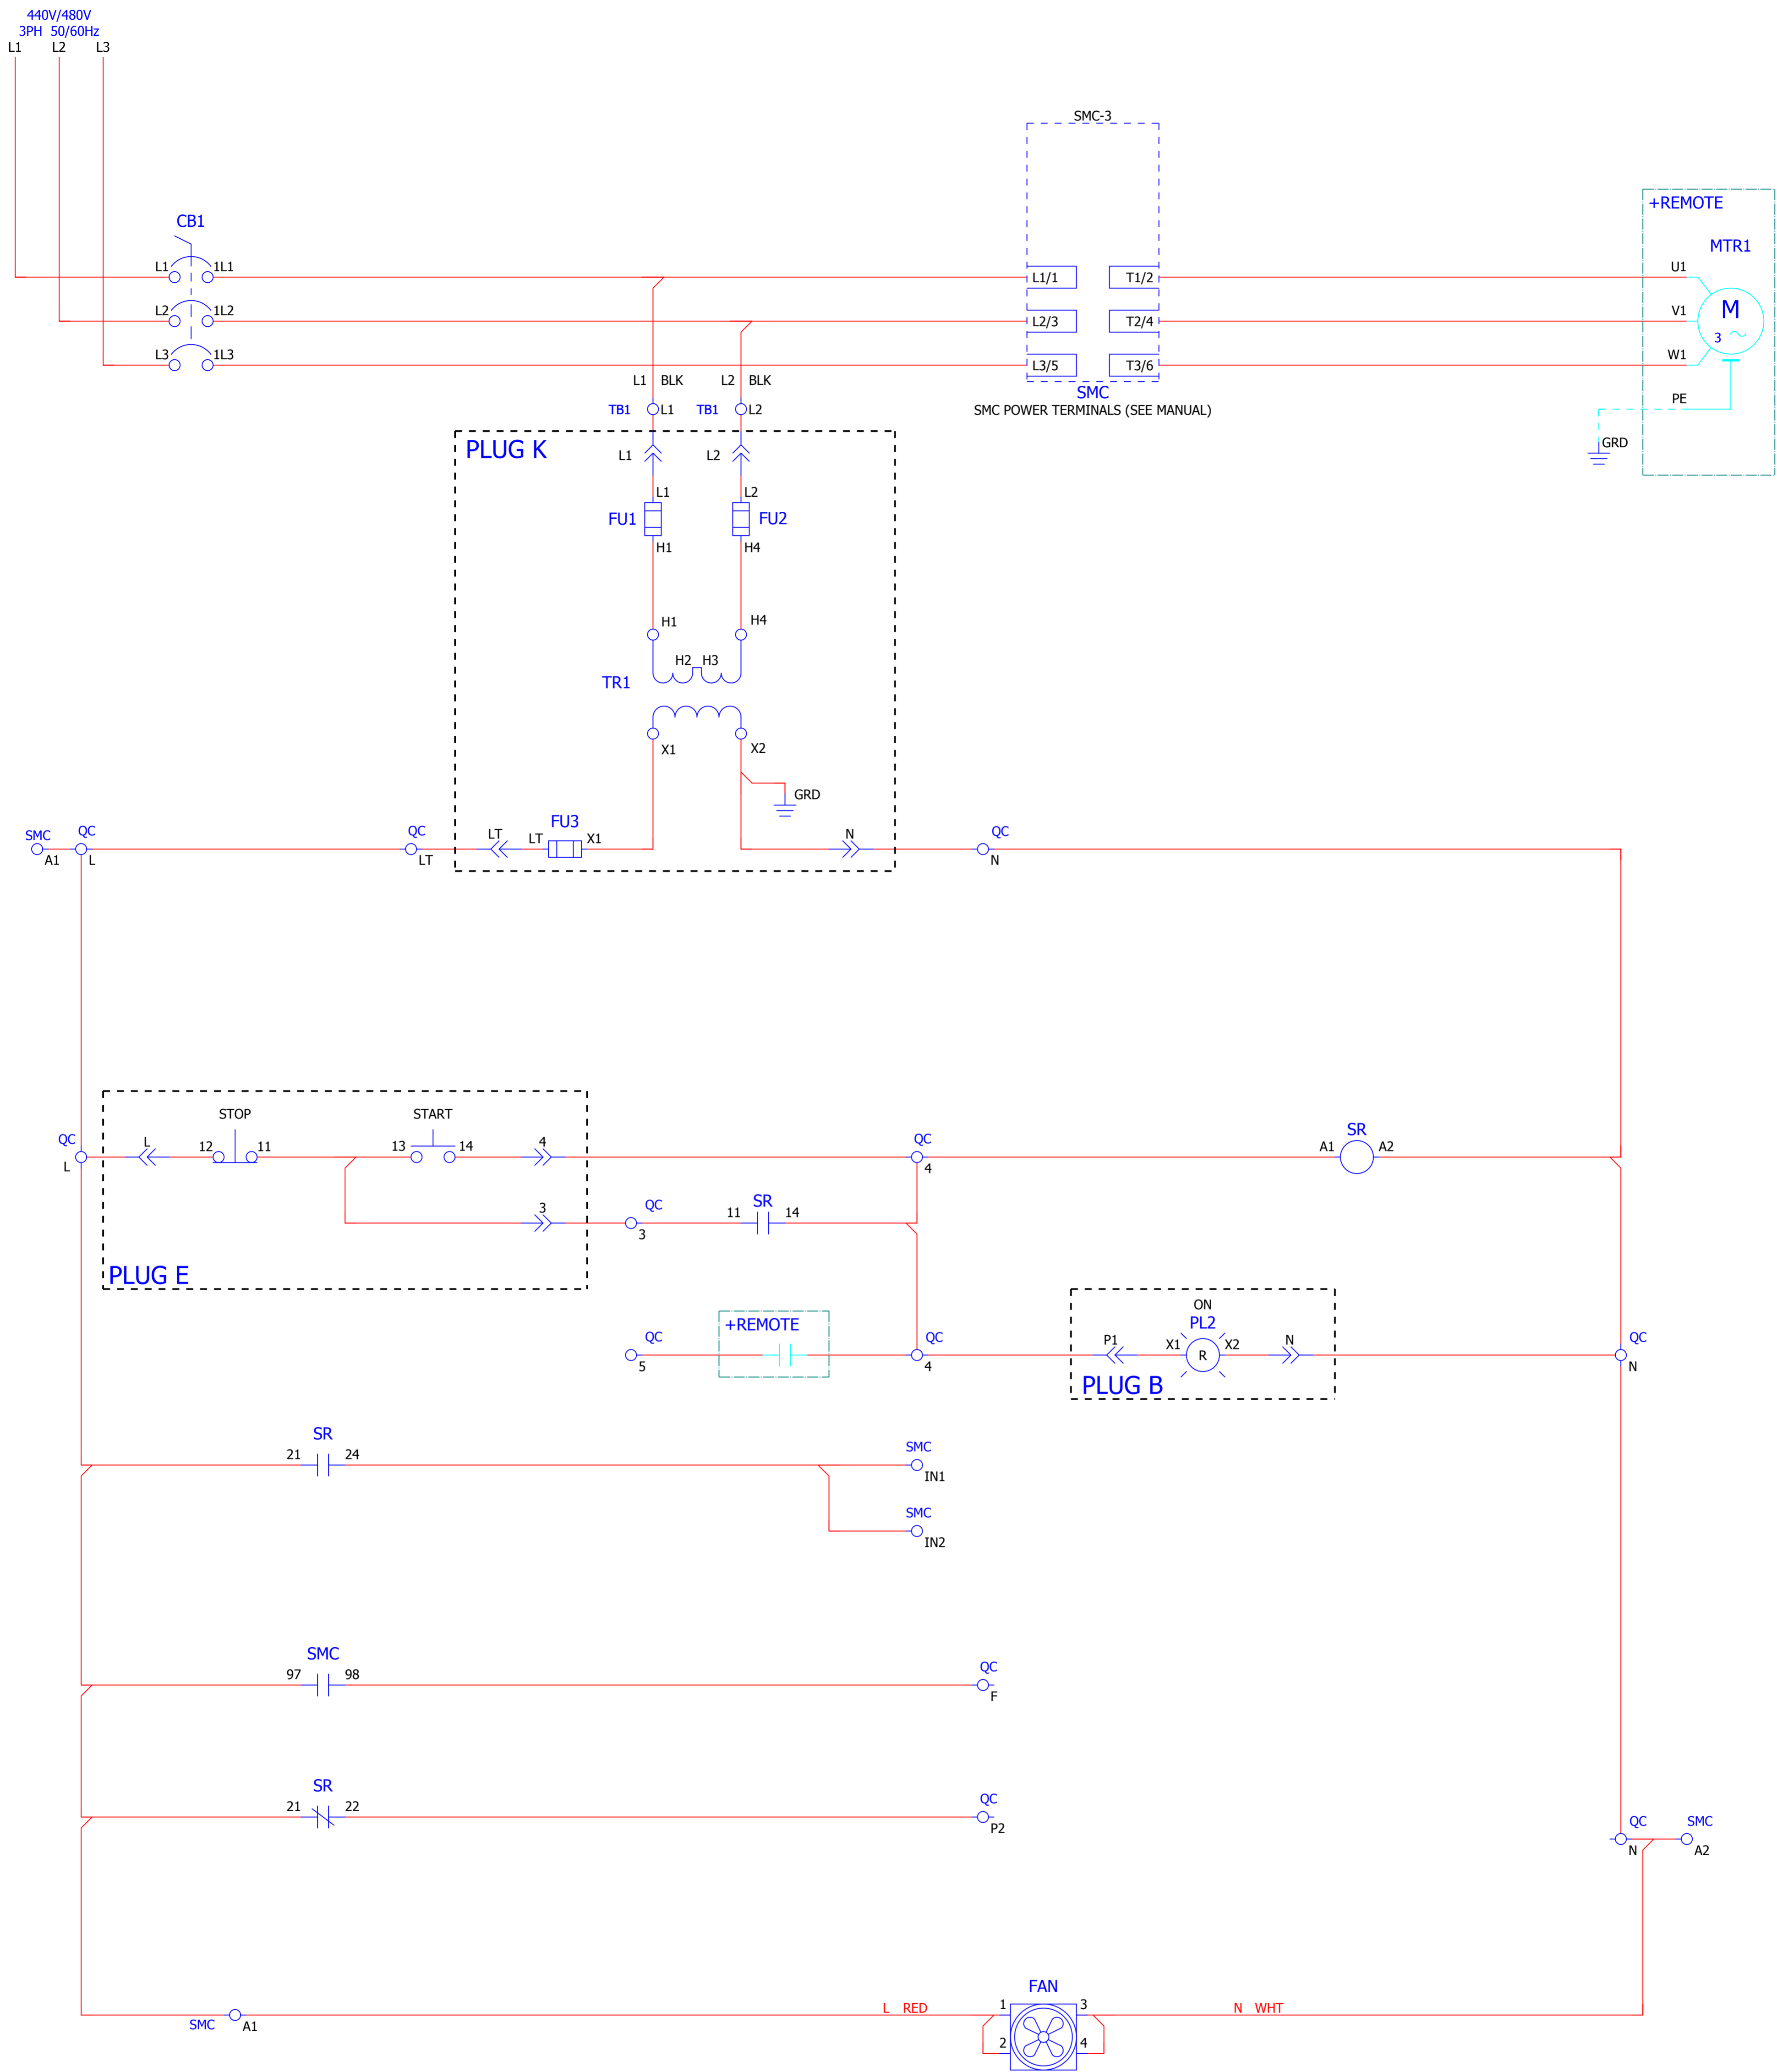 440V/480V
3PH 50/60Hz
L1 L2 L3
SMC-3
+REMOTE
CB1
MTR1
L1 1L1 L1/1 T1/2 U1
L2 1L2 L2/3 T2/4 V1
M
3
L3 1L3 L3/5 T3/6 W1
L1 BLK L2 BLK
SMC
SMC POWER TERMINALS (SEE MANUAL)
PE
TB1 L1 TB1 L2
GRD
PLUG K
L1 L2
L1 L2
FU1 FU2
H1 H4
H1 H4
H2 H3
TR1
X1 X2
GRD
SMC QC QC FU3 QC
LT LT X1 N
A1 L LT N
STOP START
QC L 12 11 13 14 4 QC SR
A1 A2
L 4
3 QC 11 SR 14
3
PLUG E
ON
+REMOTE PL2
QC QC P1 X1 X2 N QC
R
5 4 N
PLUG B
SR
21 24 SMC
IN1
SMC
IN2
SMC
97 98 QC
F
SR
21 22 QC
P2
QC SMC
N A2
FAN
L RED 1 3 N WHT
SMC A1
2 4